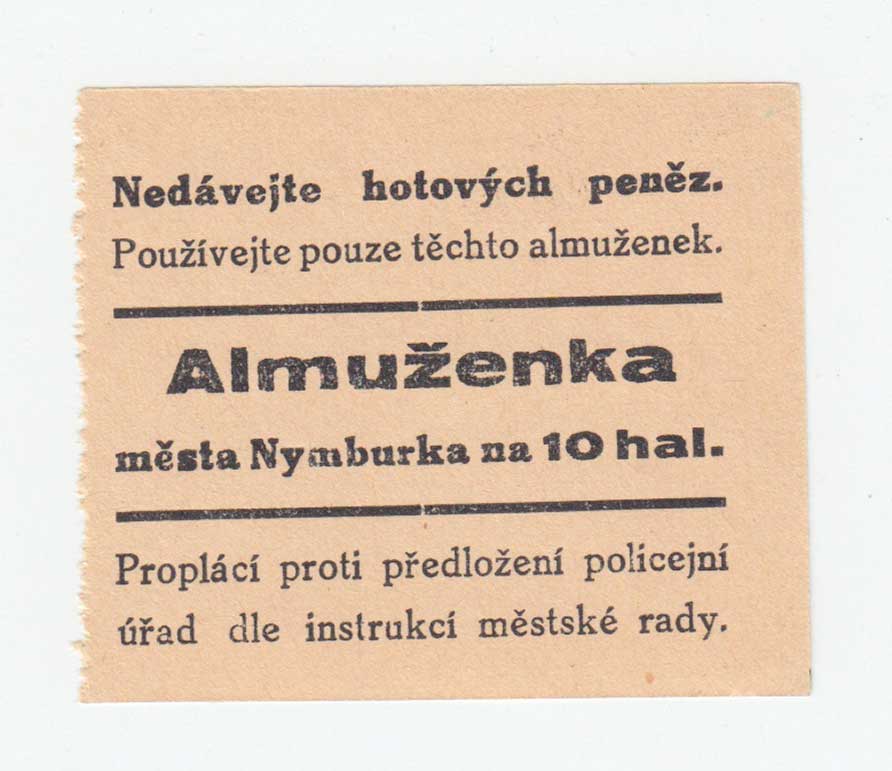 Nedávejte hotových peněz.
Používejte pouze těchto almuženek.
Almuženka
města Nymburka na 10 hal.
Proplácí proti předložení policejní
úřad dle instrukcí městské rady.